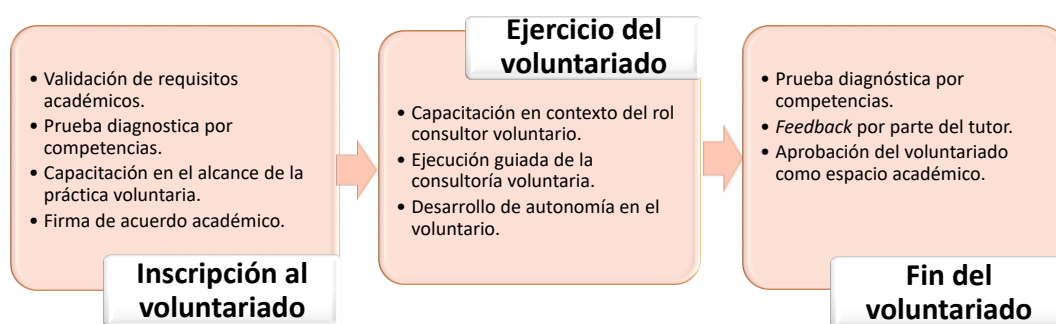 • Validación de requisitos
académicos.
• Prueba diagnostica por
competencias.
• Capacitación en el alcance de la
práctica voluntaria.
• Firma de acuerdo académico.
Inscripción al
voluntariado
Ejercicio del
voluntariado
• Capacitación en contexto del rol
consultor voluntario.
• Ejecución guiada de la
consultoría voluntaria.
• Desarrollo de autonomía en el
voluntario.
• Prueba diagnóstica por
competencias.
• Feedback por parte del tutor.
• Aprobación del voluntariado
como espacio académico.
Fin del
voluntariado